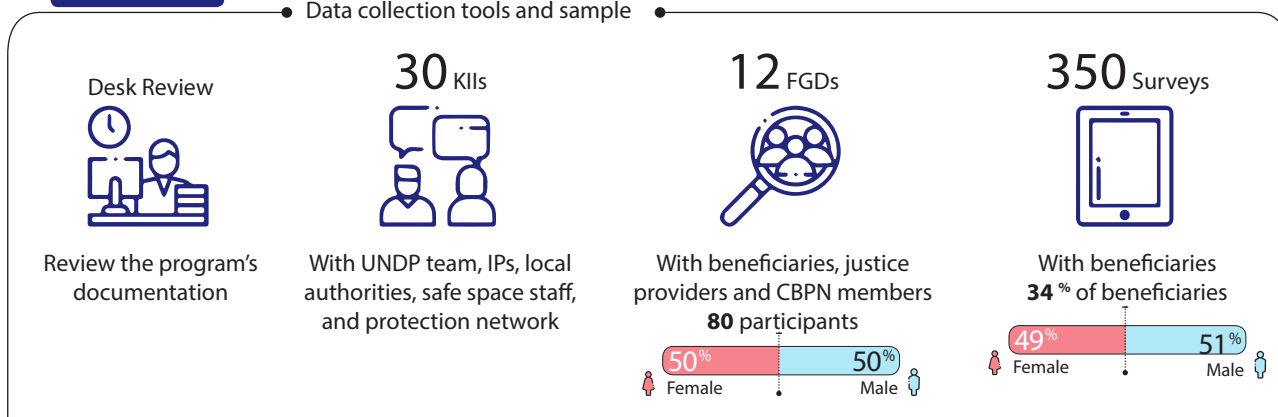 Data collection tools and sample
Desk Review
Review the program's
documentation
30 KIIs
With UNDP team, IPs, local
authorities, safe space staff,
and protection network
12 FGDs
With beneficiaries, justice
providers and CBPN members
80 participants
50% 50%
Female Male
350 Surveys
With beneficiaries
34 % of beneficiaries
49% 51%
Female Male